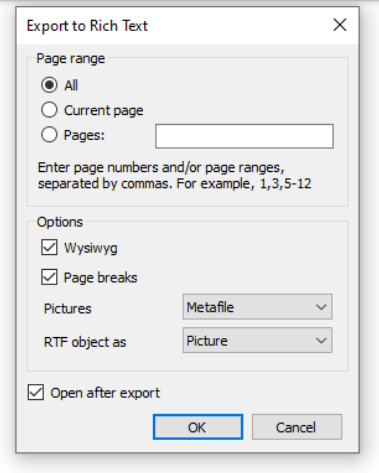 Export to Rich Text
Page range
All
Current page
Pages:
Enter page numbers and/or page ranges,
separated by commas. For example, 1,3,5-12
Options
Wysiwyg
Page breaks
Pictures Metafile
RTF object as Picture
Open after export
OK Cancel